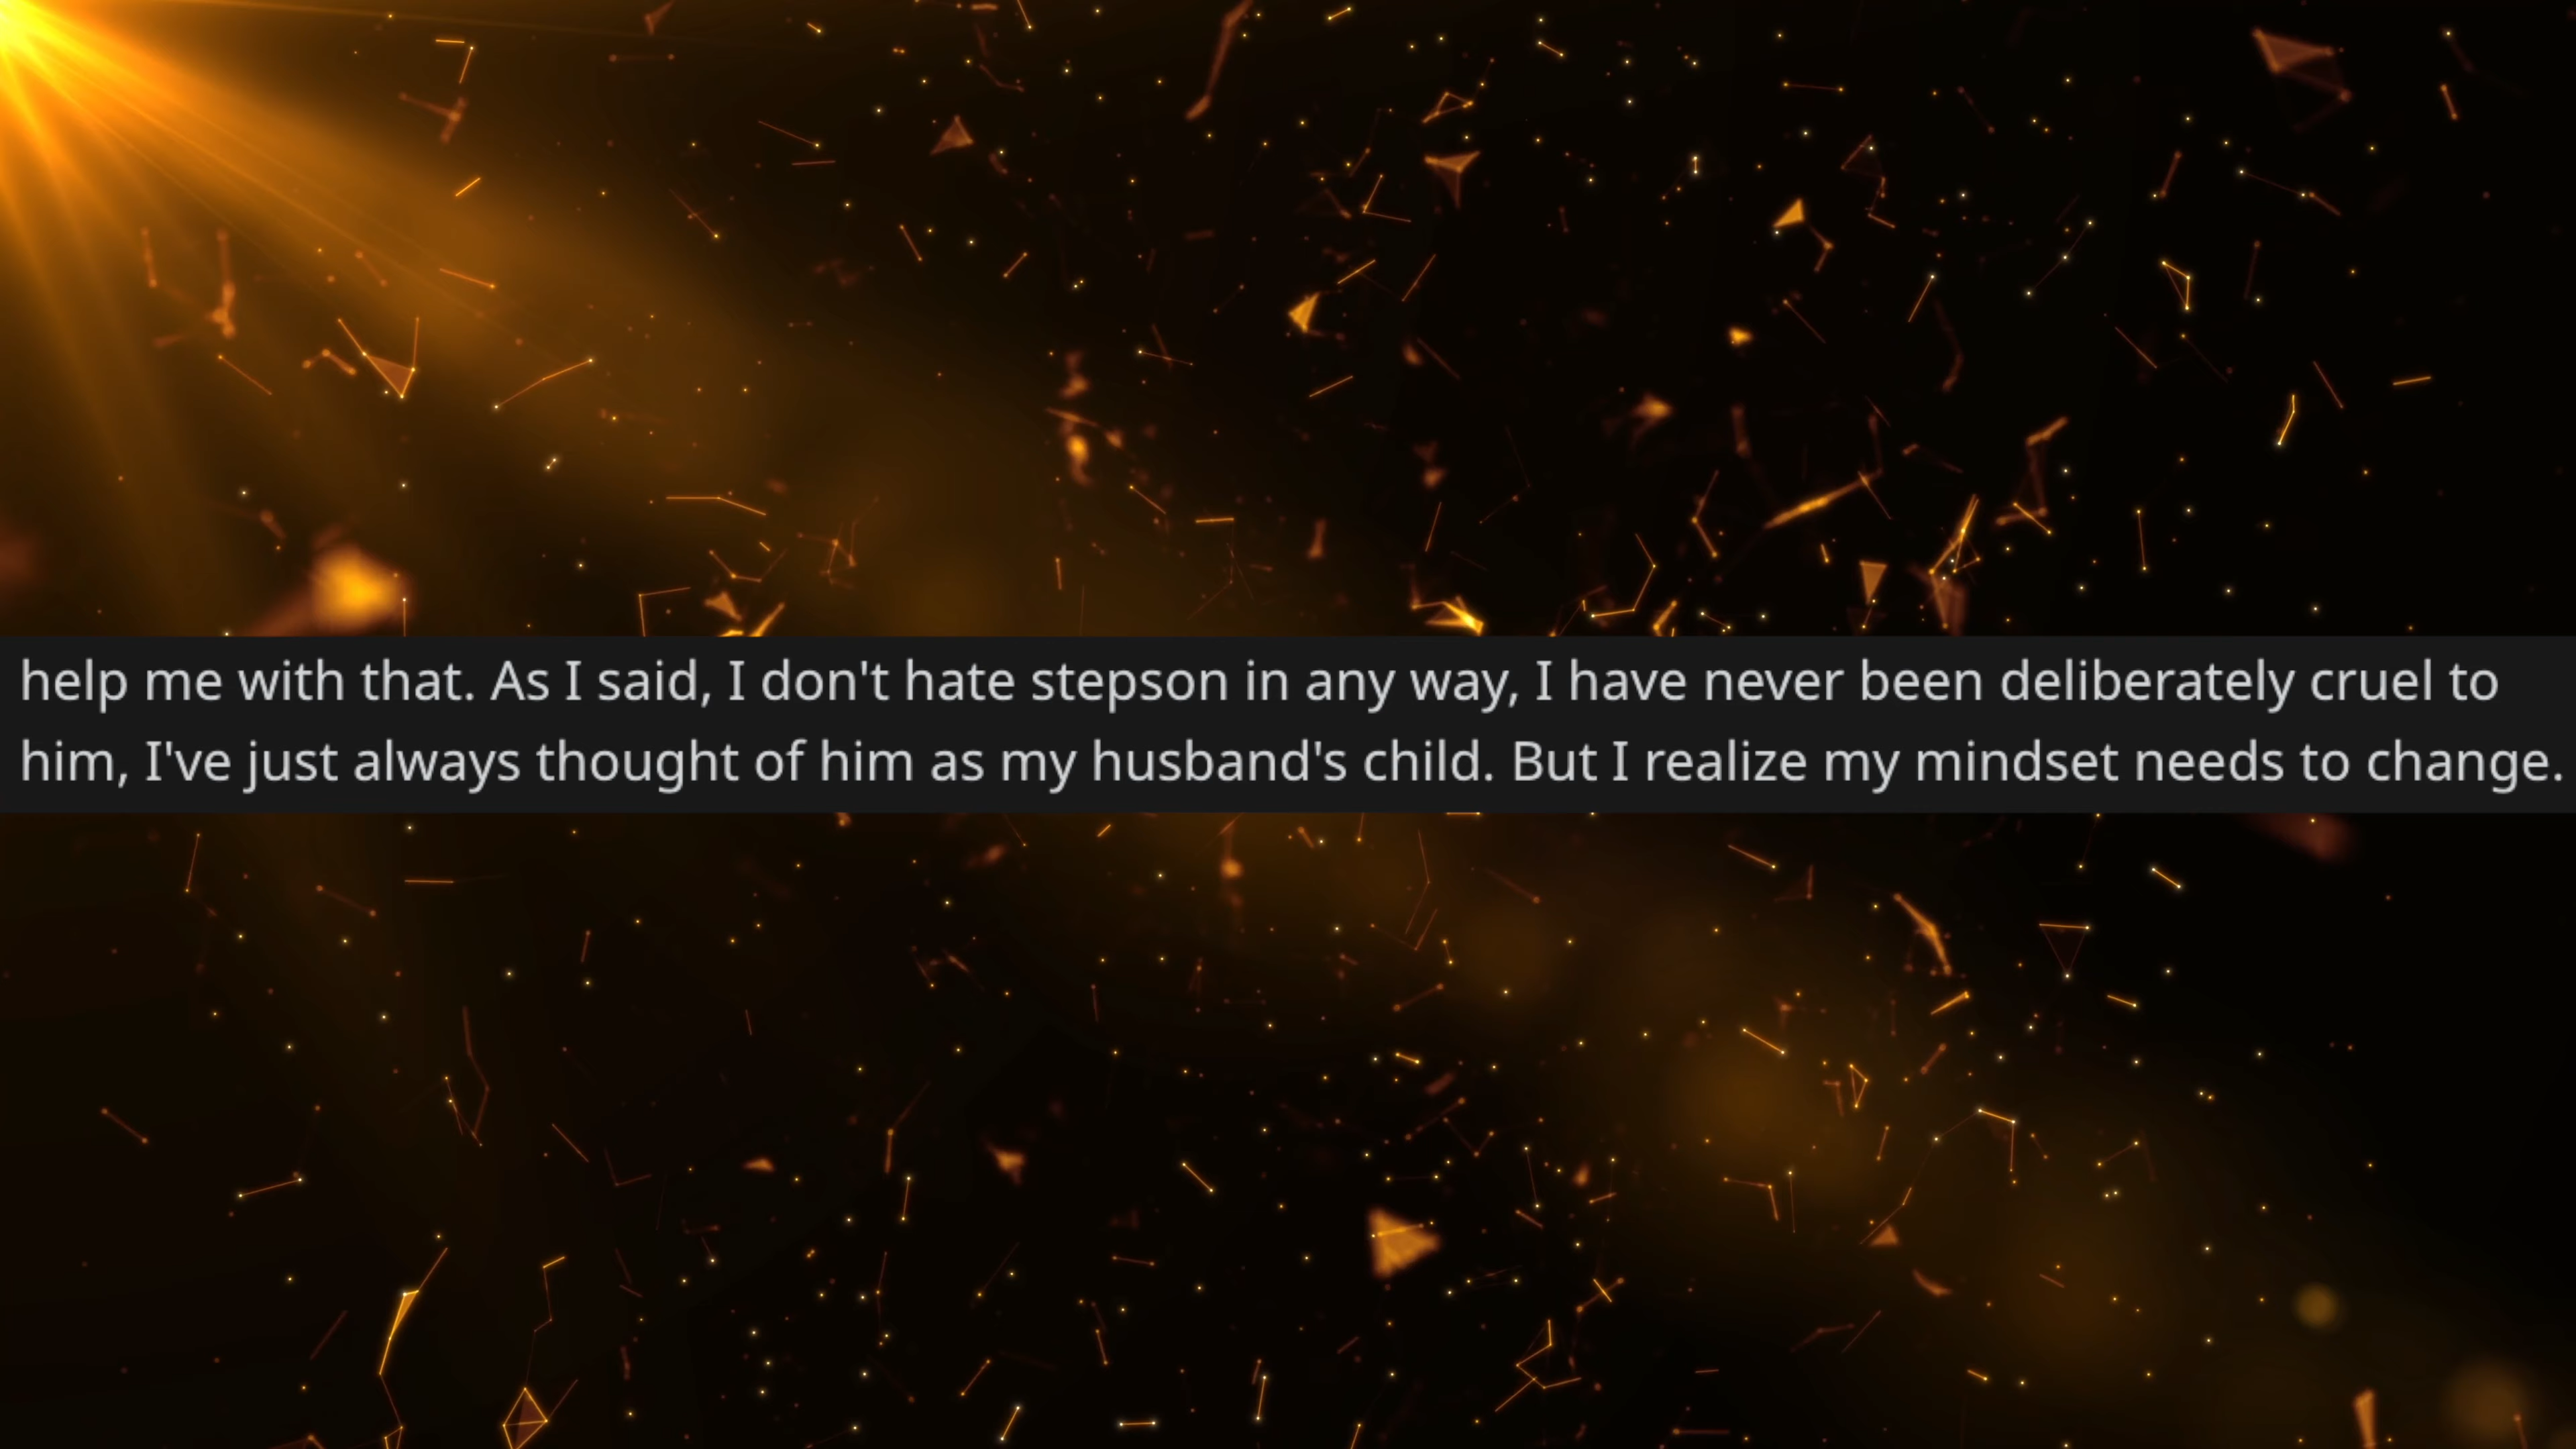 help me with that. As I said, I don't hate stepson in any way, I have never been deliberately cruel to
him, I've just always thought of him as my husband's child. But I realize my mindset needs to change.